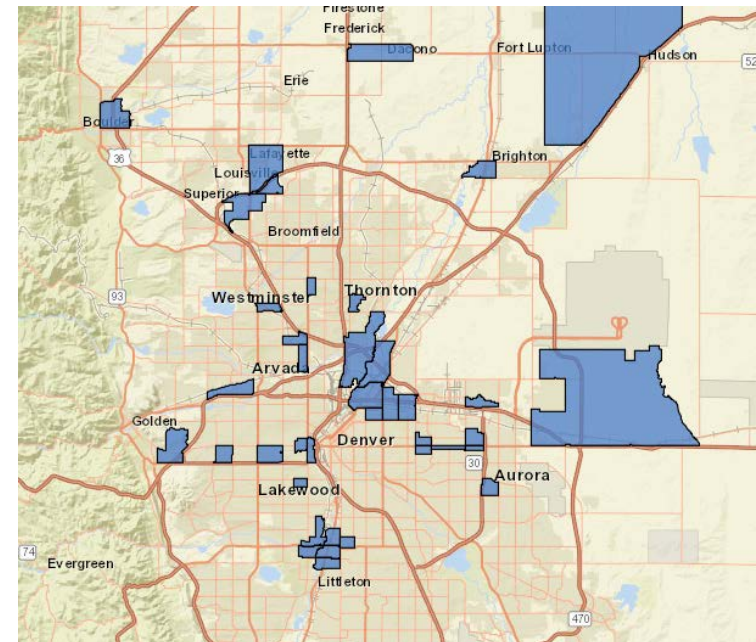 Firestone
Frederick
Dacono
Fort Lupton
Hudson
52
Erie
Boulder
36
Lafayette
Louisville
Superior
Brighton
Broomfield
93
Westminster
Thornton
Arvada
Golden
Denver
30
Aurora
Lakewood
74
Evergreen
Littleton
470